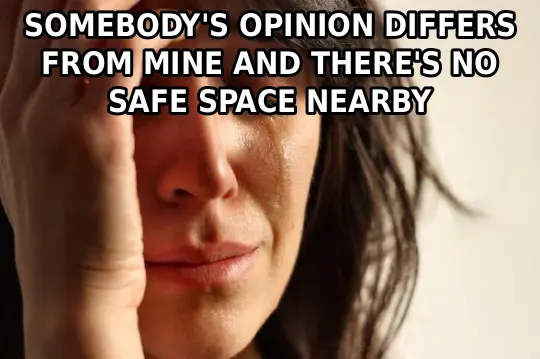 SOMEBODY'S OPINION DIFFERS
FROM MINE AND THERE'S NO
SAFE SPACE NEARBY